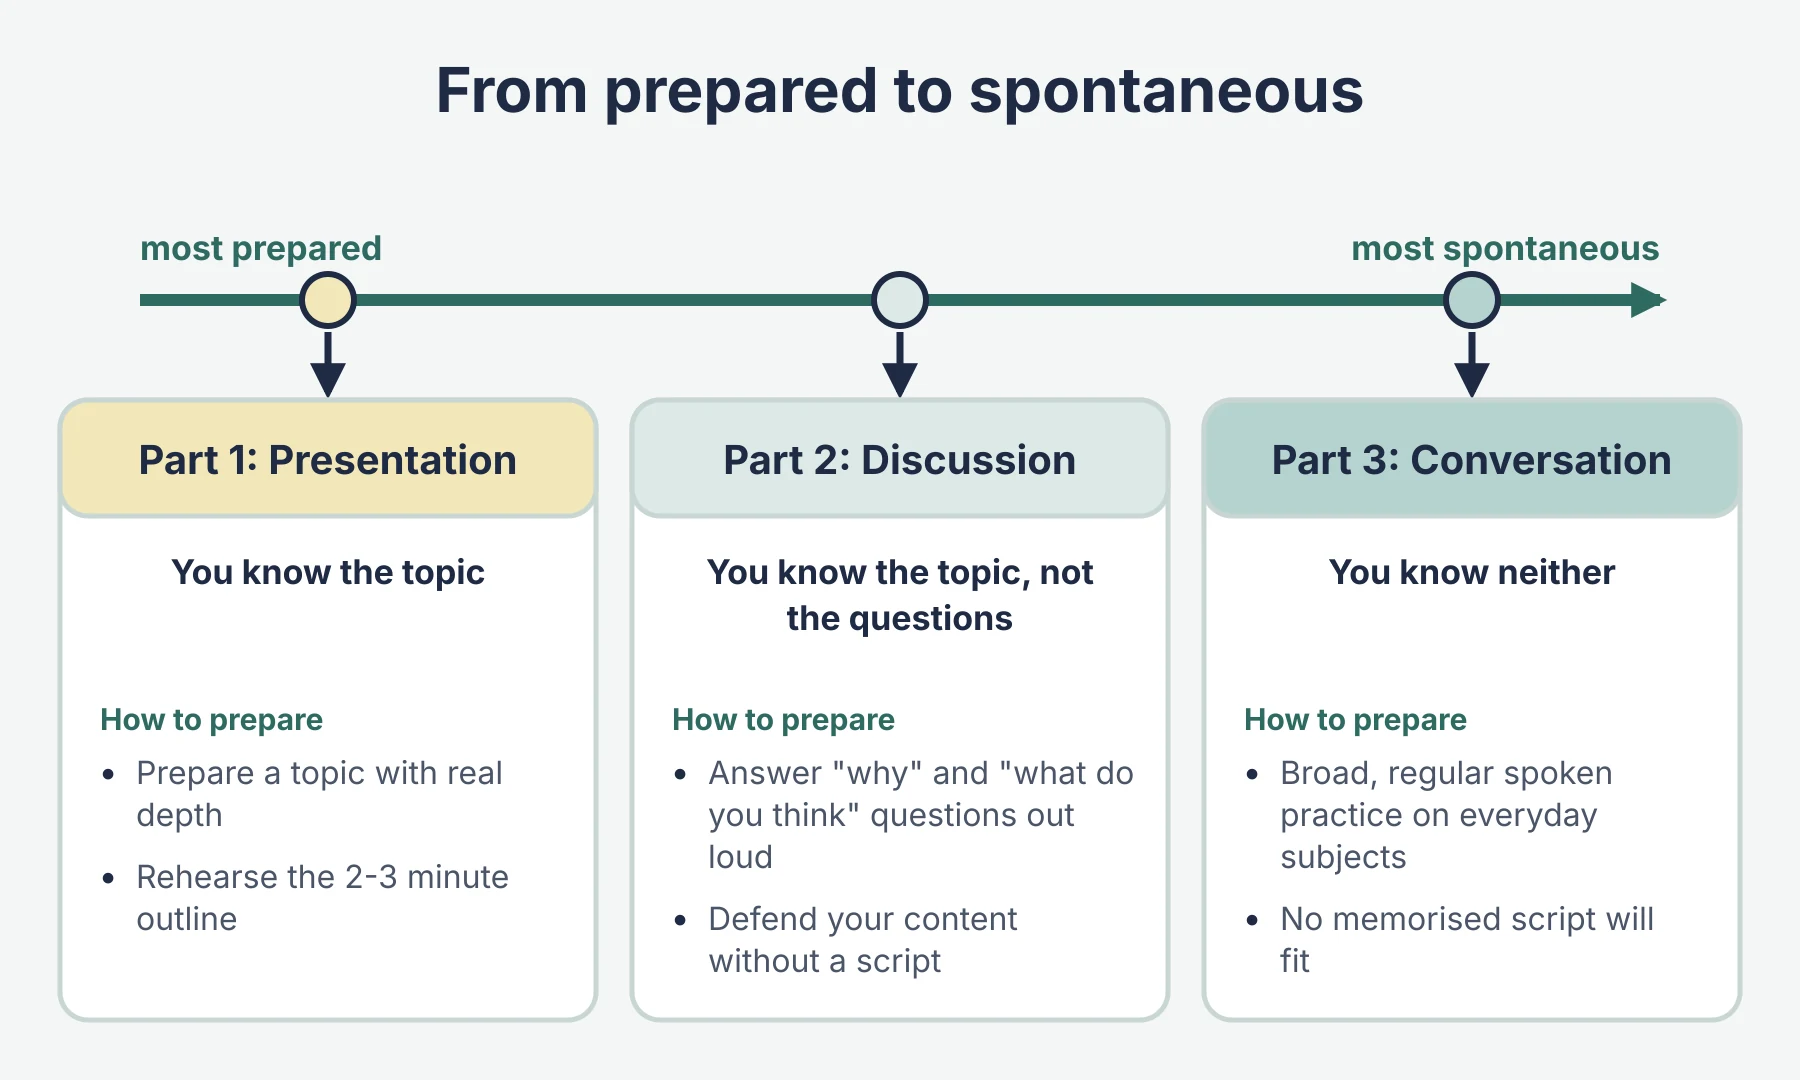 From prepared to spontaneous
most prepared
most spontaneous
Part 1: Presentation
You know the topic
How to prepare
• Prepare a topic with real
depth
• Rehearse the 2-3 minute
outline
Part 2: Discussion
You know the topic, not
the questions
How to prepare
• Answer "why" and "what do
you think" questions out
loud
• Defend your content
without a script
Part 3: Conversation
You know neither
How to prepare
• Broad, regular spoken
practice on everyday
subjects
• No memorised script will
fit